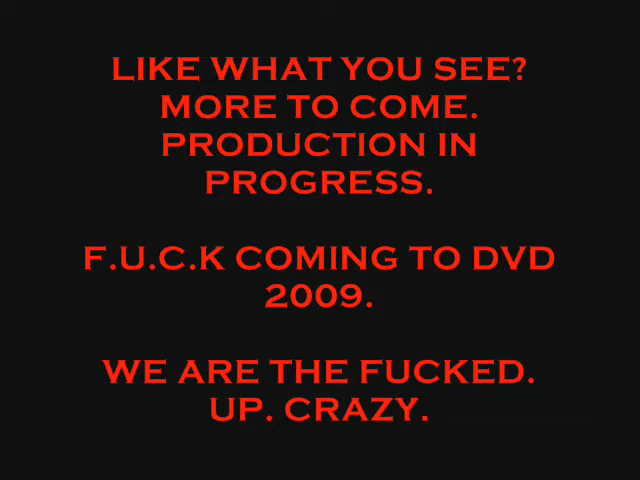 LIKE WHAT YOU SEE?
MORE TO COME.
PRODUCTION IN
PROGRESS.
F.U.C.K COMING TO DVD
2009.
WE ARE THE FUCKED.
UP. CRAZY.